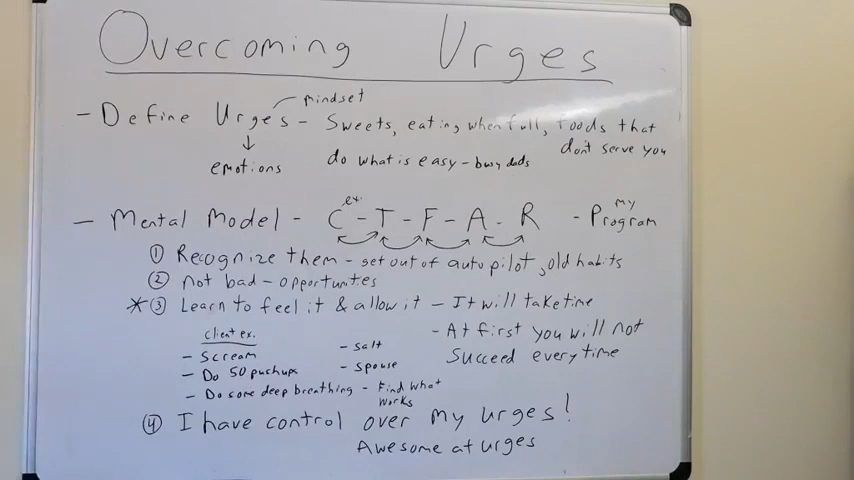 Overcoming Urges
mindset
- Define Urges - Sweets, eating when full, foods that
don't serve you
↓
emotions
do what is easy - busy dads
ex.
my
- Mental Model - C - T - F - A - R - Program
① Recognize them - get out of auto pilot, old habits
② not bad - opportunites
* ③ Learn to feel it & allow it - It will take time
- At first you will not
succeed every time
client ex.
- Scream
- Do 50 pushups
- Do some deep breathing - Find what
works
- salt
- spouse
④ I have control over my urges!
Awesome at urges